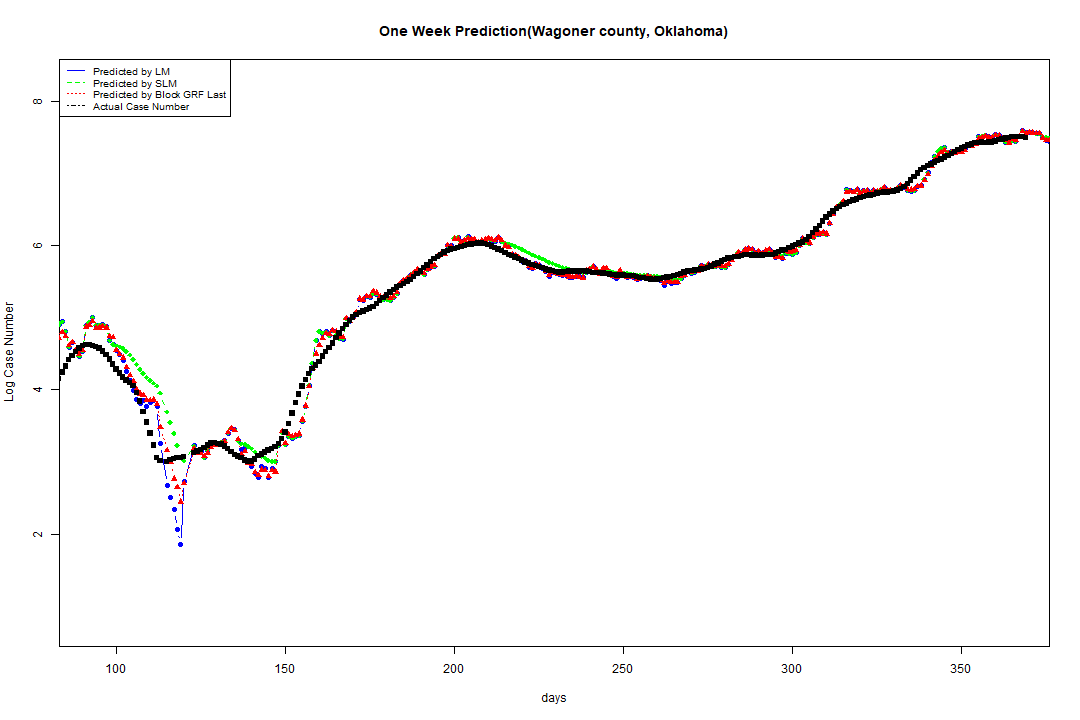 One Week Prediction(Wagoner county, Oklahoma)
Predicted by LM
Predicted by SLM
Predicted by Block GRF Last
Actual Case Number
8
6
4
2
Log Case Number
100 150 200 250 300 350
days